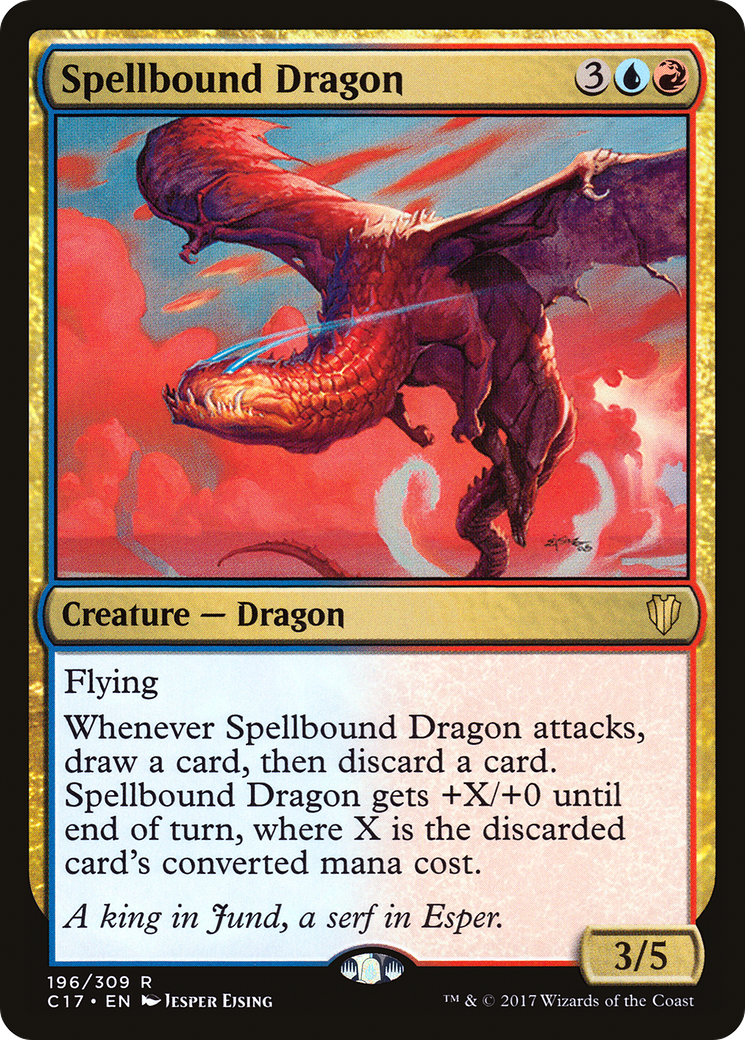 Spellbound Dragon 3
Creature — Dragon
Flying
Whenever Spellbound Dragon attacks,
draw a card, then discard a card.
Spellbound Dragon gets +X/+0 until
end of turn, where X is the discarded
card's converted mana cost.
A king in Jund, a serf in Esper.
3/5
196/309 R
C17 • EN Jesper Ejsing
™ & © 2017 Wizards of the Coast